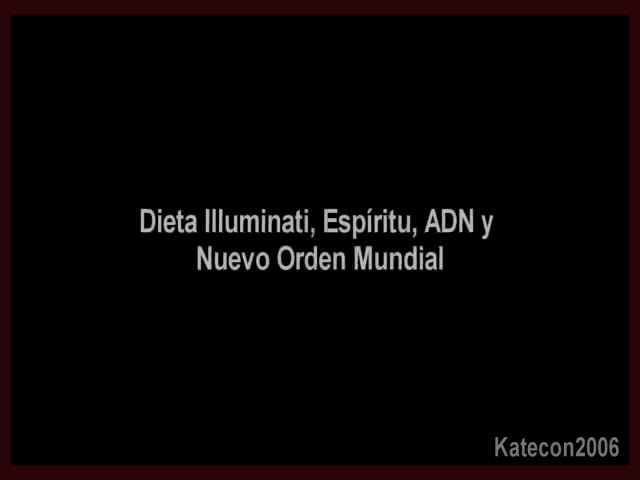 Dieta Illuminati, Espíritu, ADN y
Nuevo Orden Mundial
Katecon2006